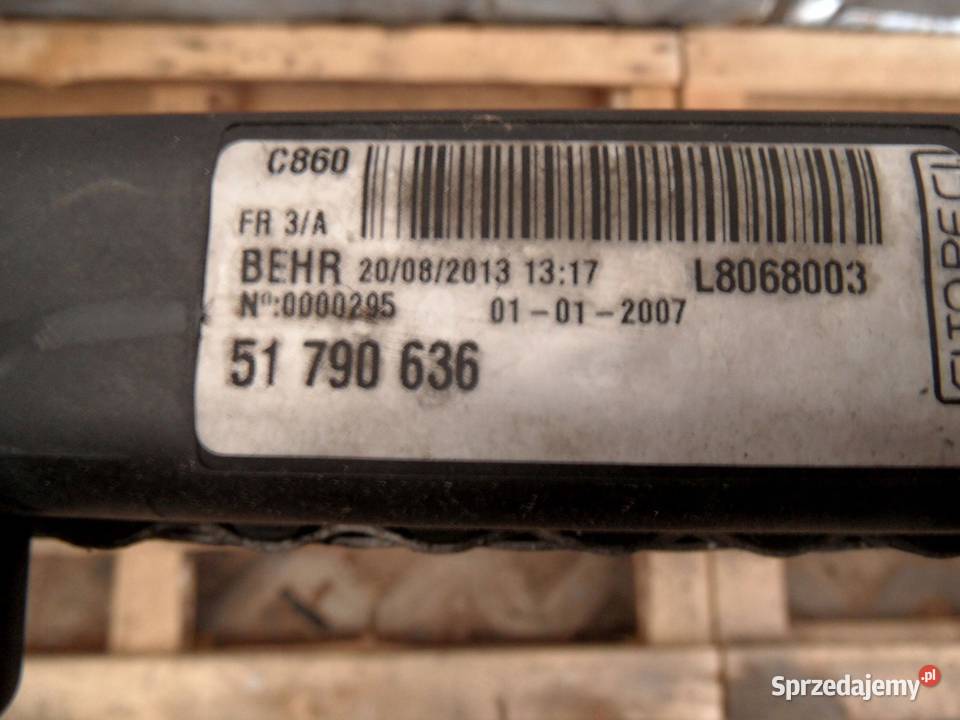 C860
FR 3/A
BEHR 20/08/2013 13:17 L8068003
Nº:0000295 01-01-2007
51 790 636
Sprzedajemy.pl